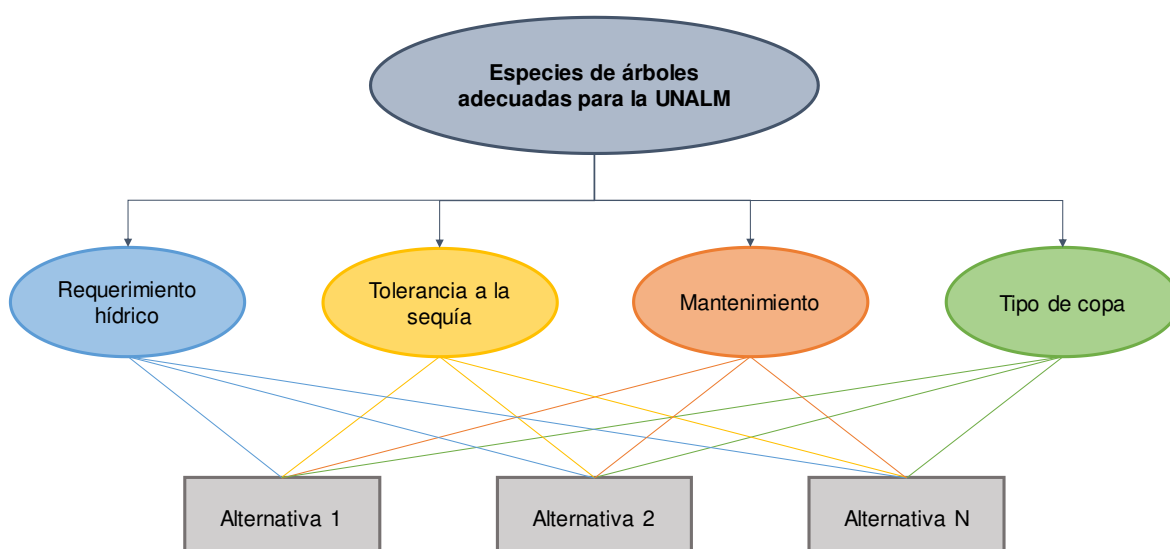 Especies de árboles
adecuadas para la UNALM
Requerimiento
hídrico
Tolerancia a la
sequía
Mantenimiento
Tipo de copa
Alternativa 1
Alternativa 2
Alternativa N